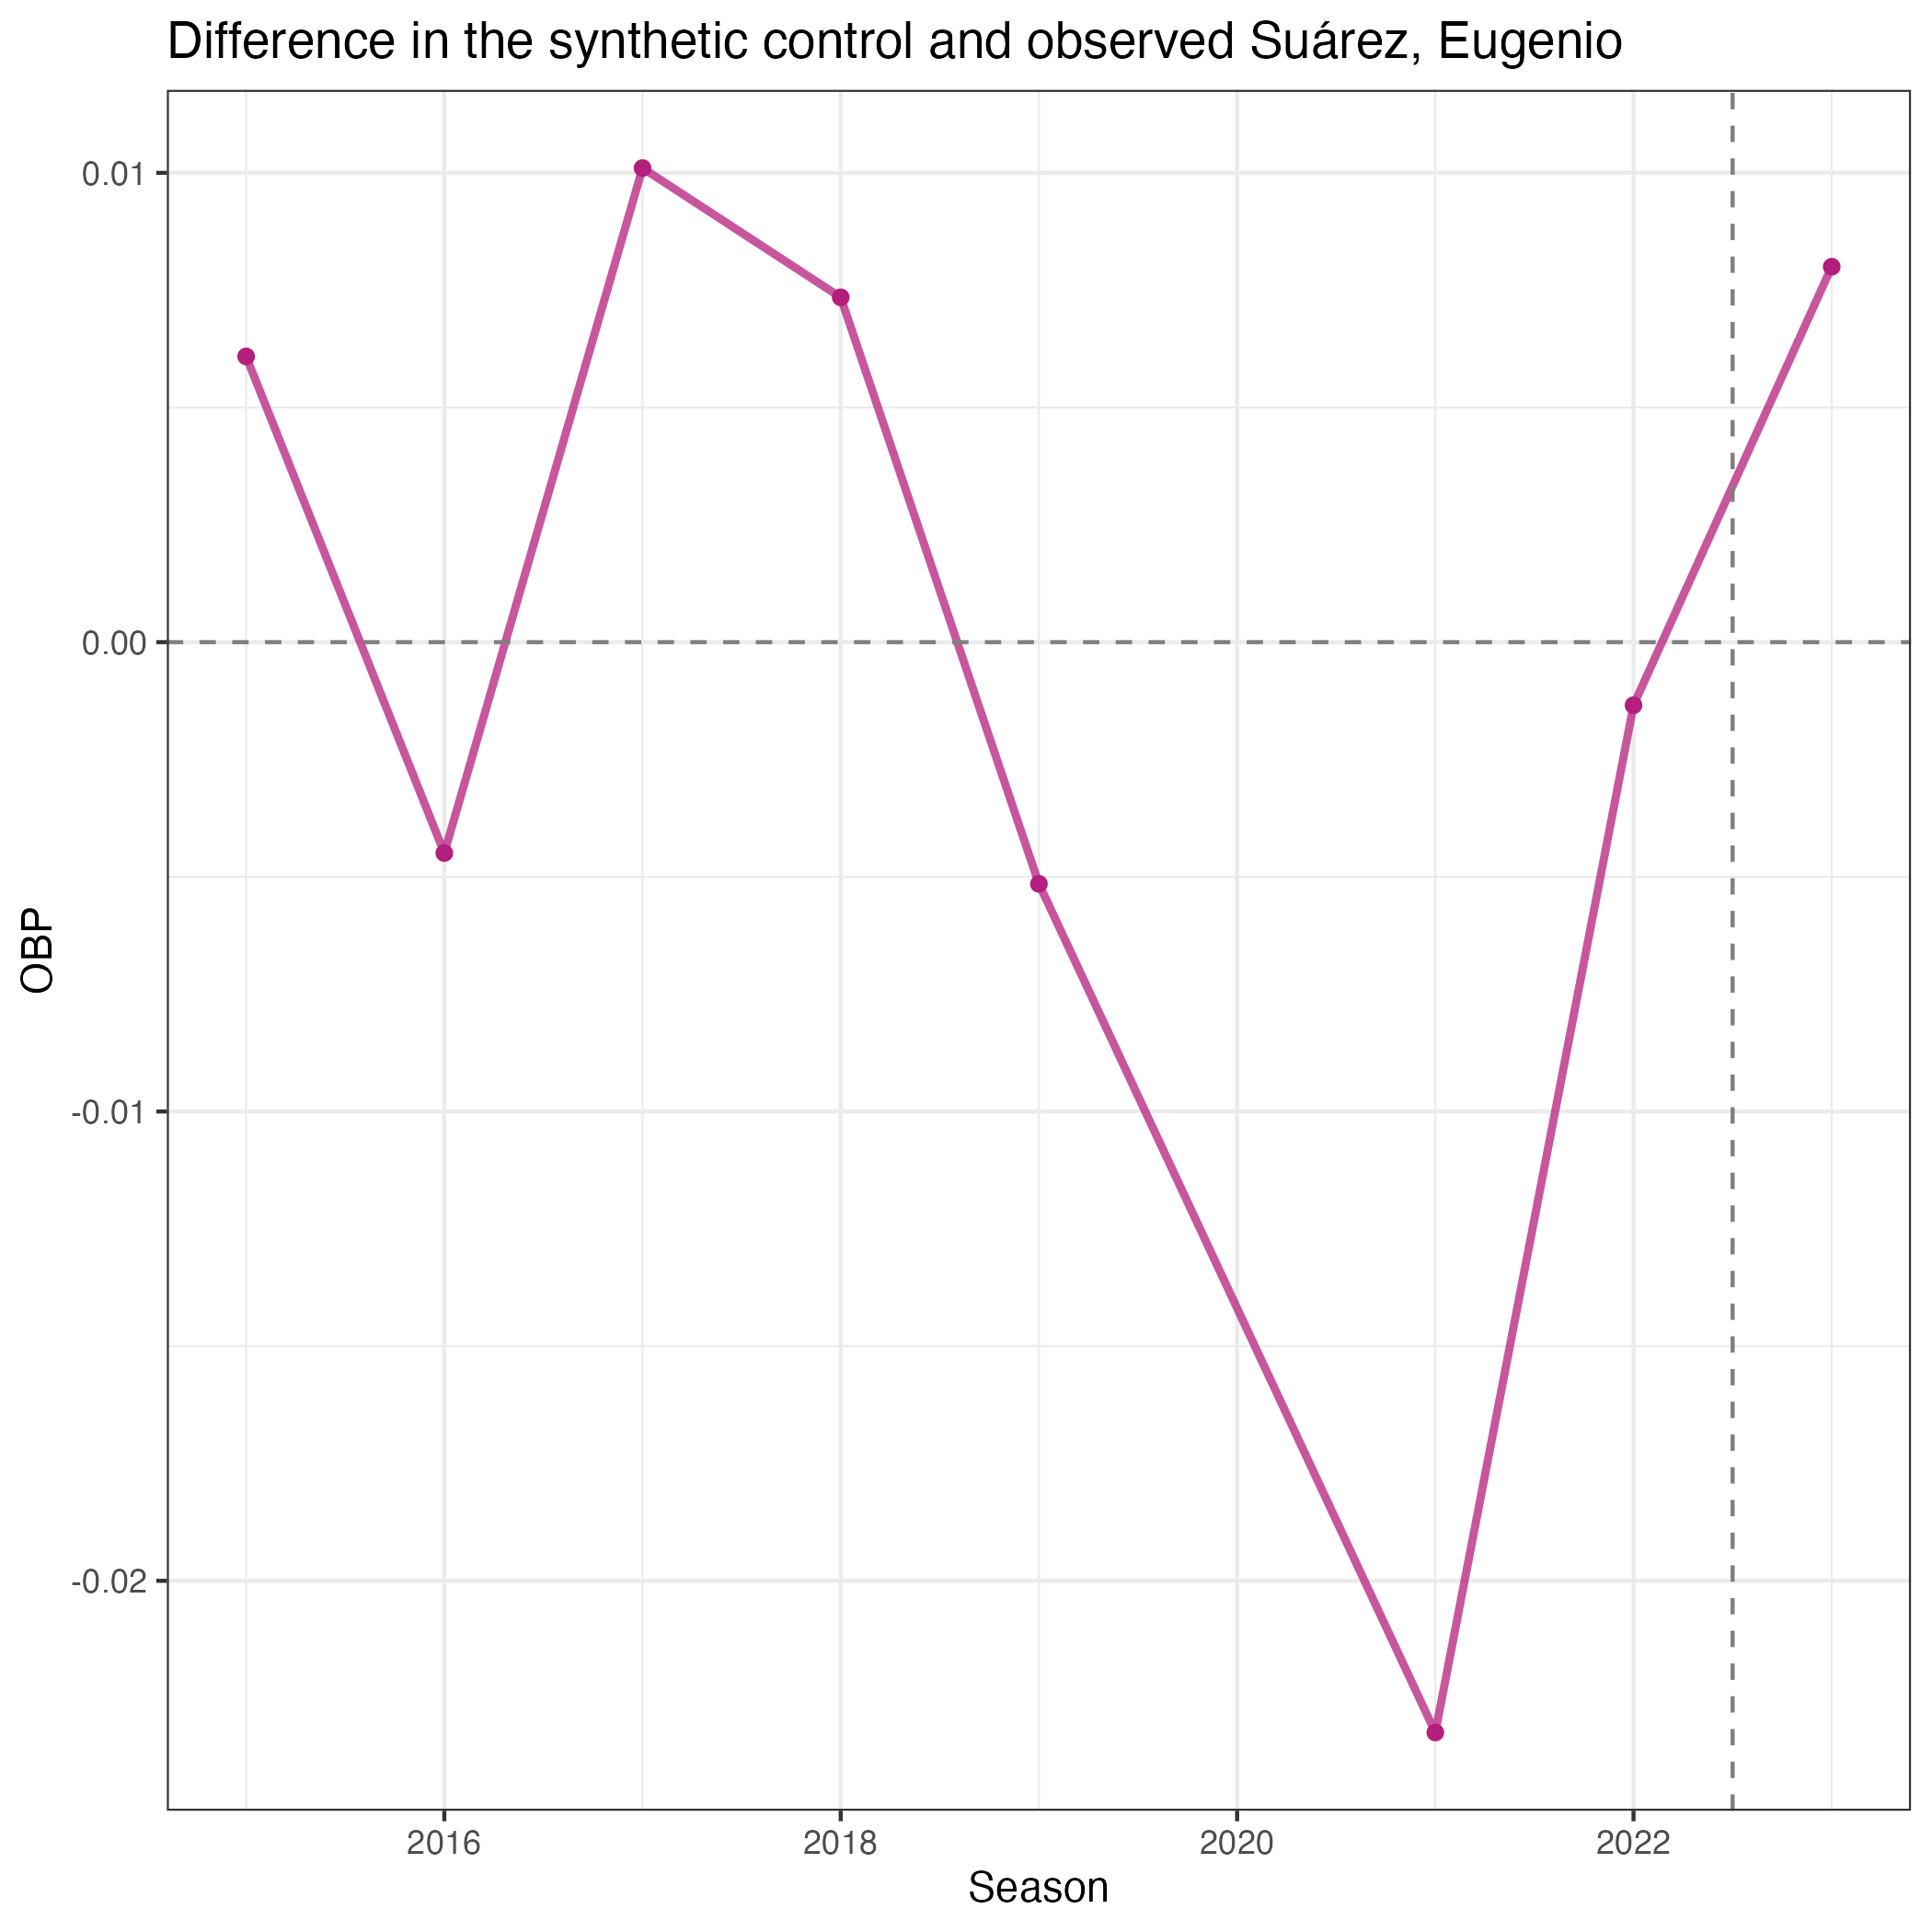 Difference in the synthetic control and observed Suárez, Eugenio
0.01
0.00
-0.01
-0.02
OBP
2016 2018 2020 2022
Season